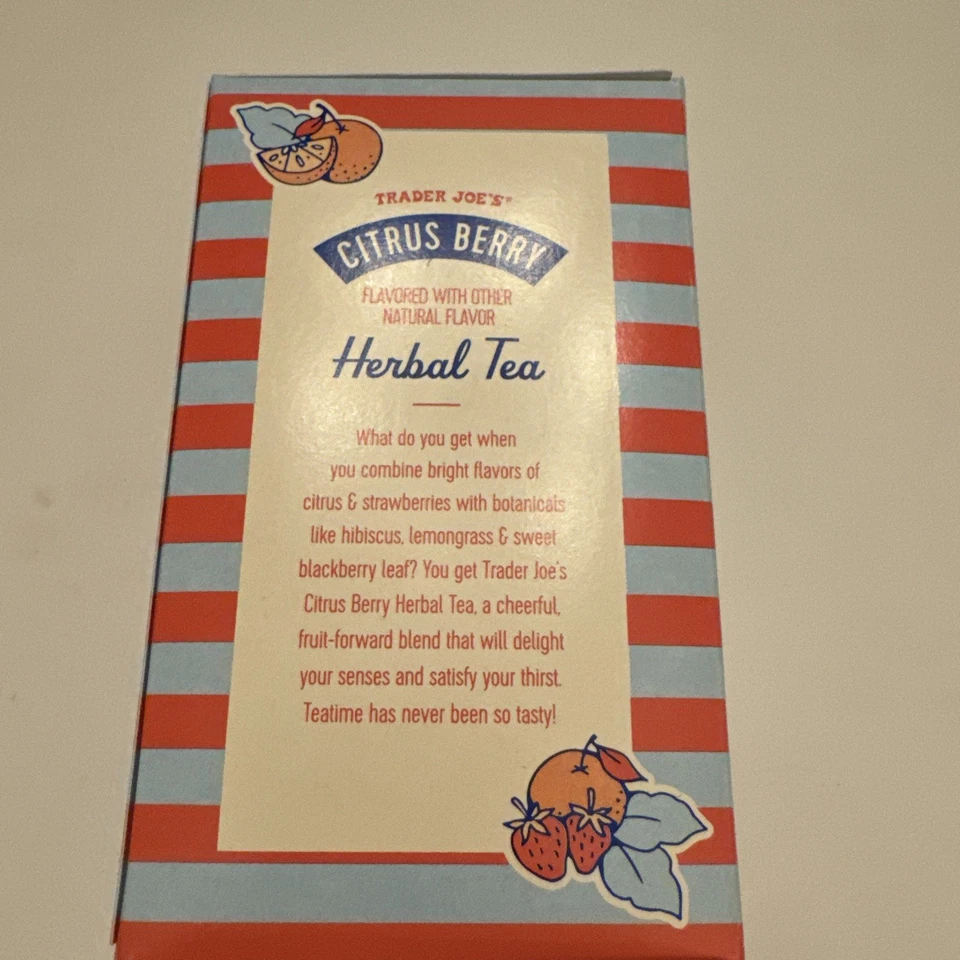 TRADER JOE'S®
CITRUS BERRY
FLAVORED WITH OTHER
NATURAL FLAVOR
Herbal Tea
What do you get when
you combine bright flavors of
citrus & strawberries with botanicals
like hibiscus, lemongrass & sweet
blackberry leaf? You get Trader Joe's
Citrus Berry Herbal Tea, a cheerful,
fruit-forward blend that will delight
your senses and satisfy your thirst.
Teatime has never been so tasty!